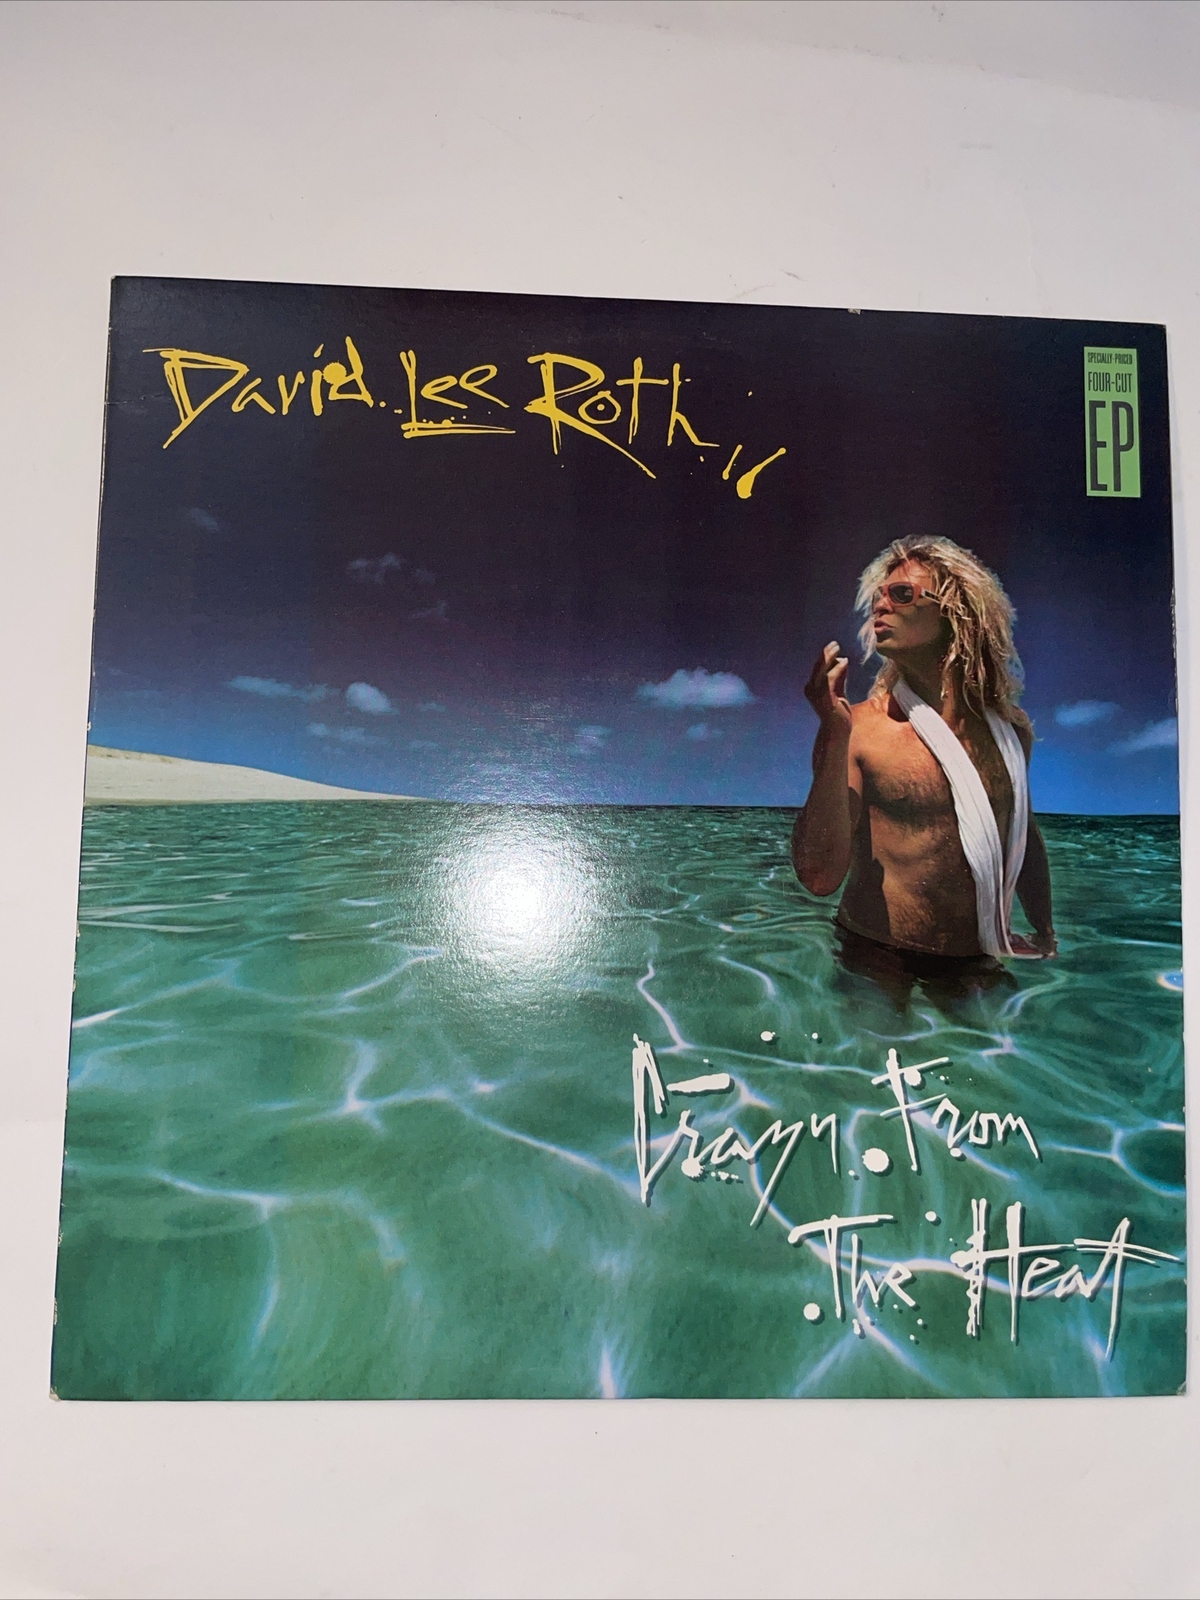 David Lee Roth
SPECIALLY-PRICED
FOUR-CUT
EP
Crazy From
The Heat